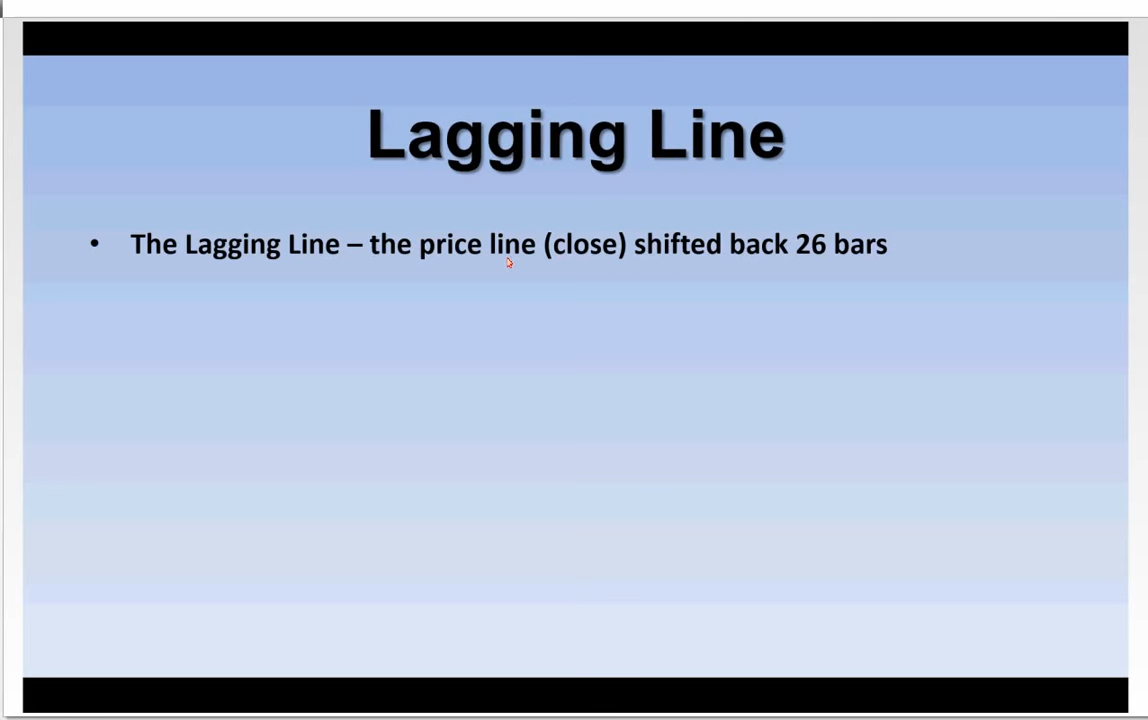 Lagging Line
• The Lagging Line – the price line (close) shifted back 26 bars